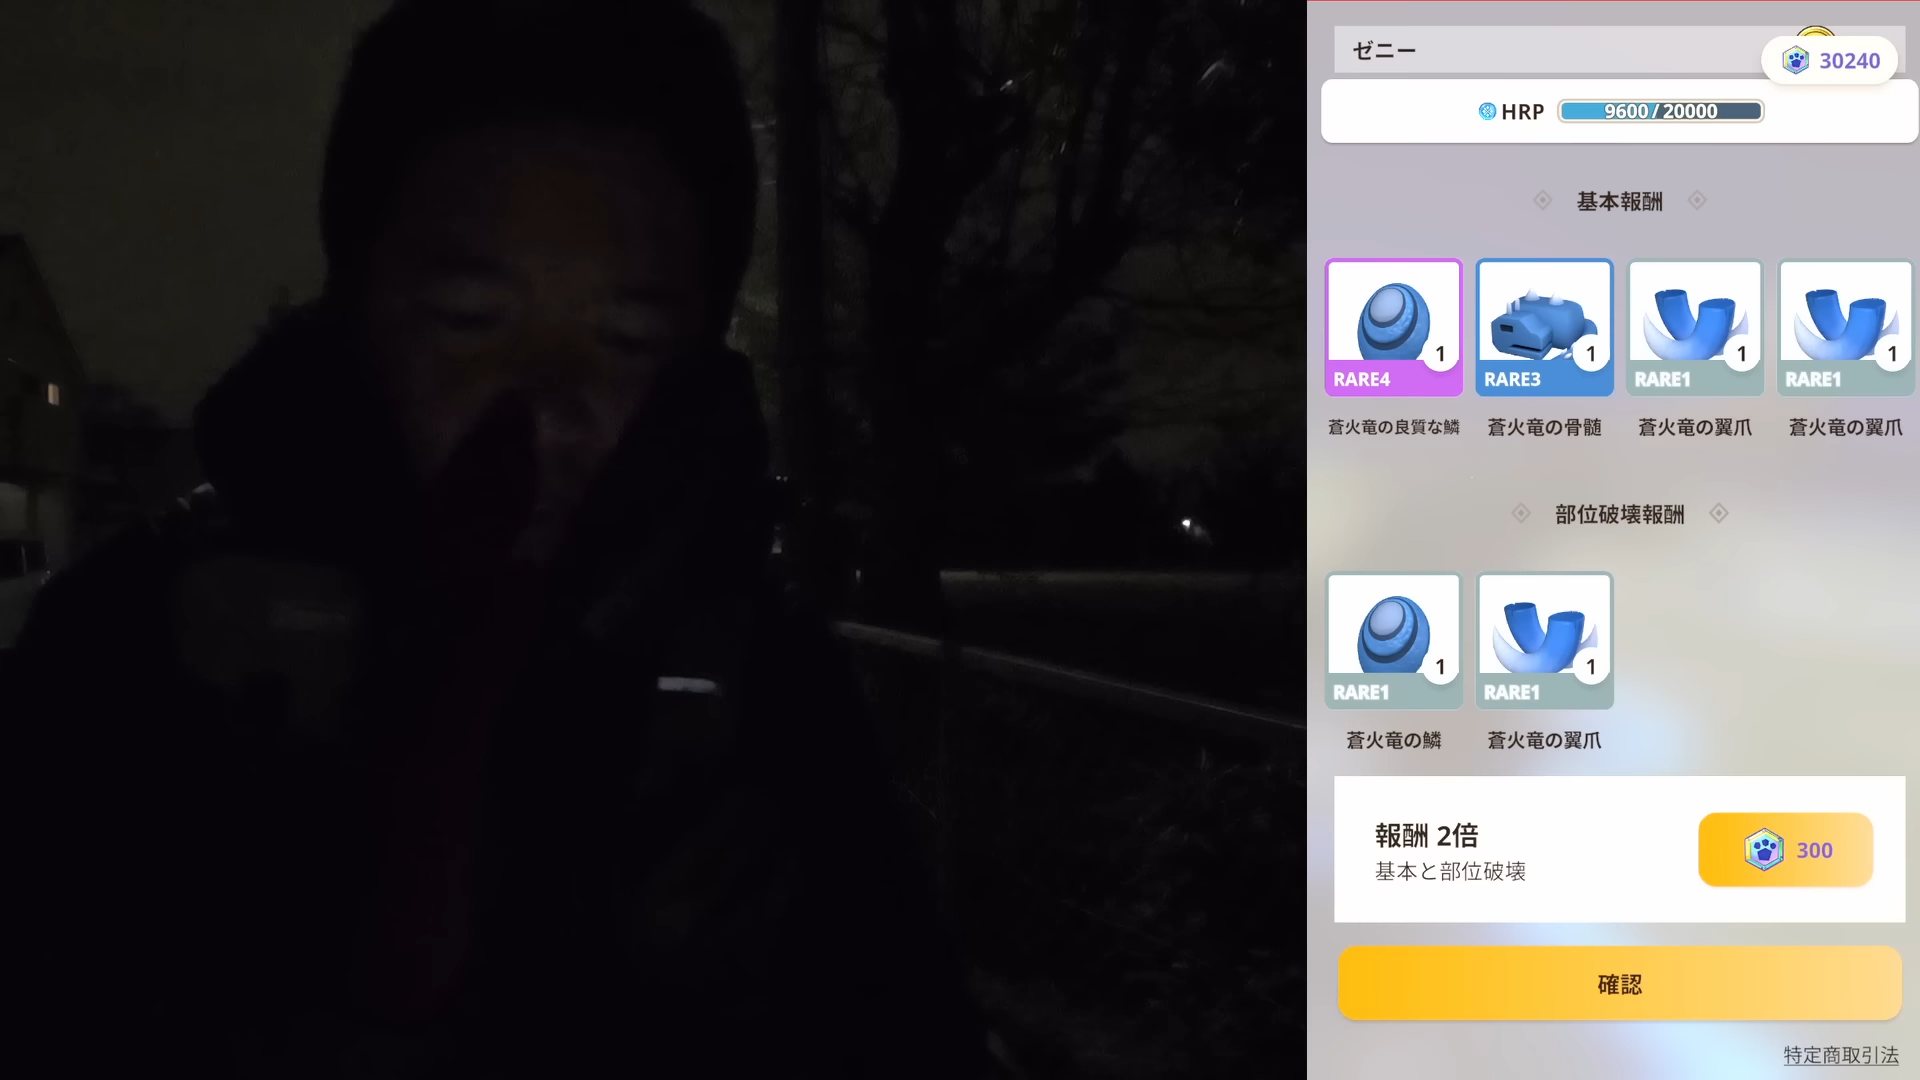 ゼニー
30240
HRP 9600/20000
基本報酬
1 1 1 1
RARE4 RARE3 RARE1 RARE1
蒼火竜の良質な鱗 蒼火竜の骨髄 蒼火竜の翼爪 蒼火竜の翼爪
部位破壊報酬
1 1
RARE1 RARE1
蒼火竜の鱗 蒼火竜の翼爪
報酬 2倍
基本と部位破壊
300
確認
特定商取引法